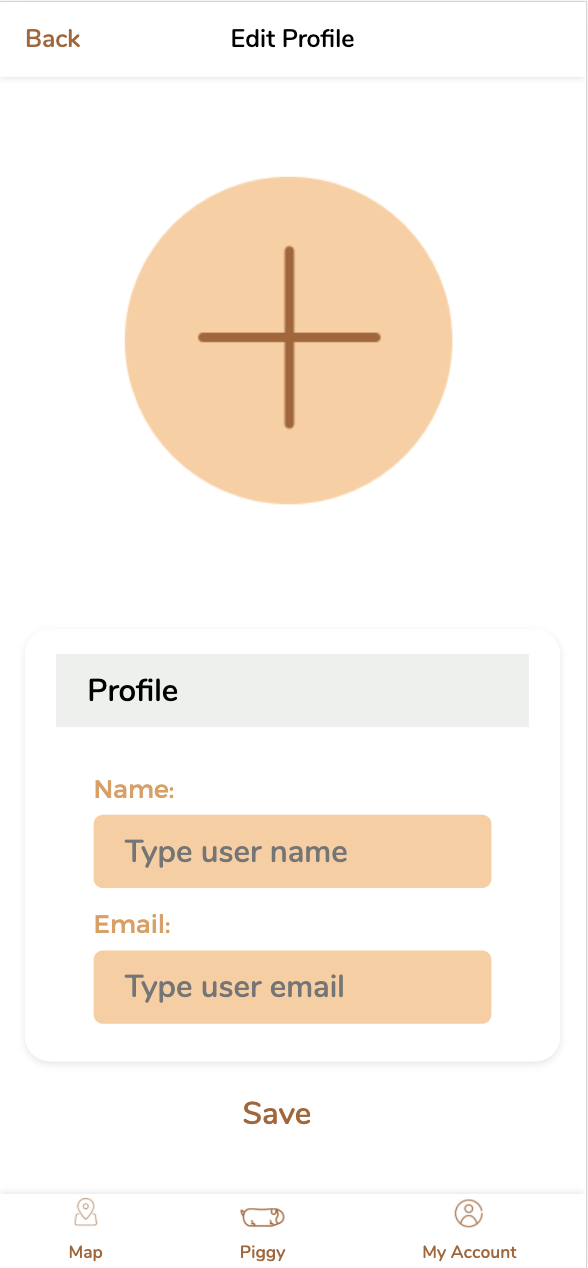 Back
Edit Profile
Profile
Name:
Type user name
Email:
Type user email
Save
Map
Piggy
My Account